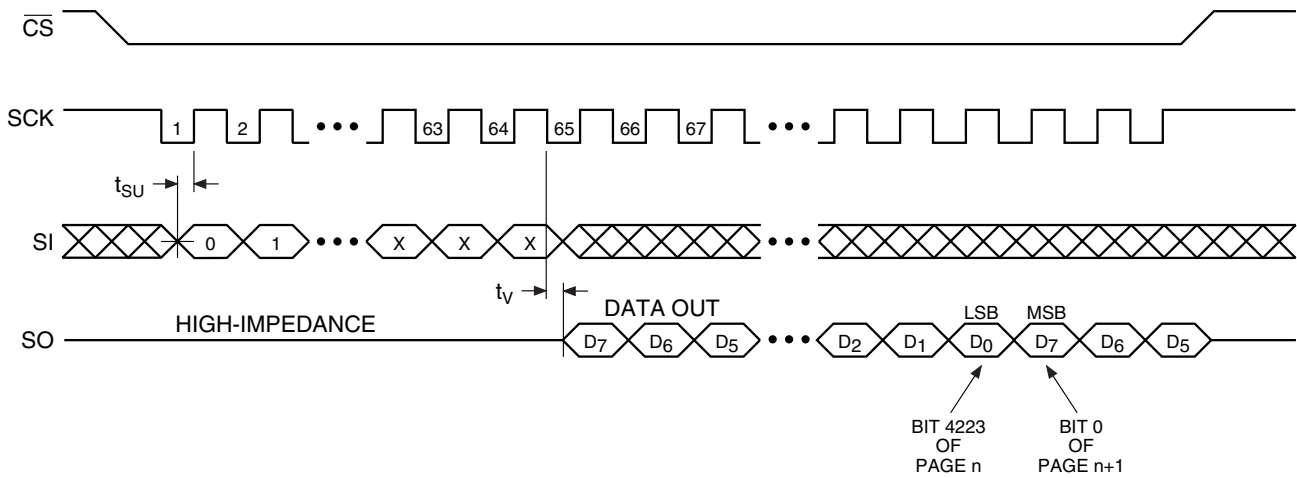 CS
SCK 1 2 ••• 63 64 65 66 67 •••
tSU
SI 0 1 ••• X X X •••
tV
HIGH-IMPEDANCE DATA OUT LSB MSB
SO D7 D6 D5 ••• D2 D1 D0 D7 D6 D5
BIT 4223
OF
PAGE n
BIT 0
OF
PAGE n+1